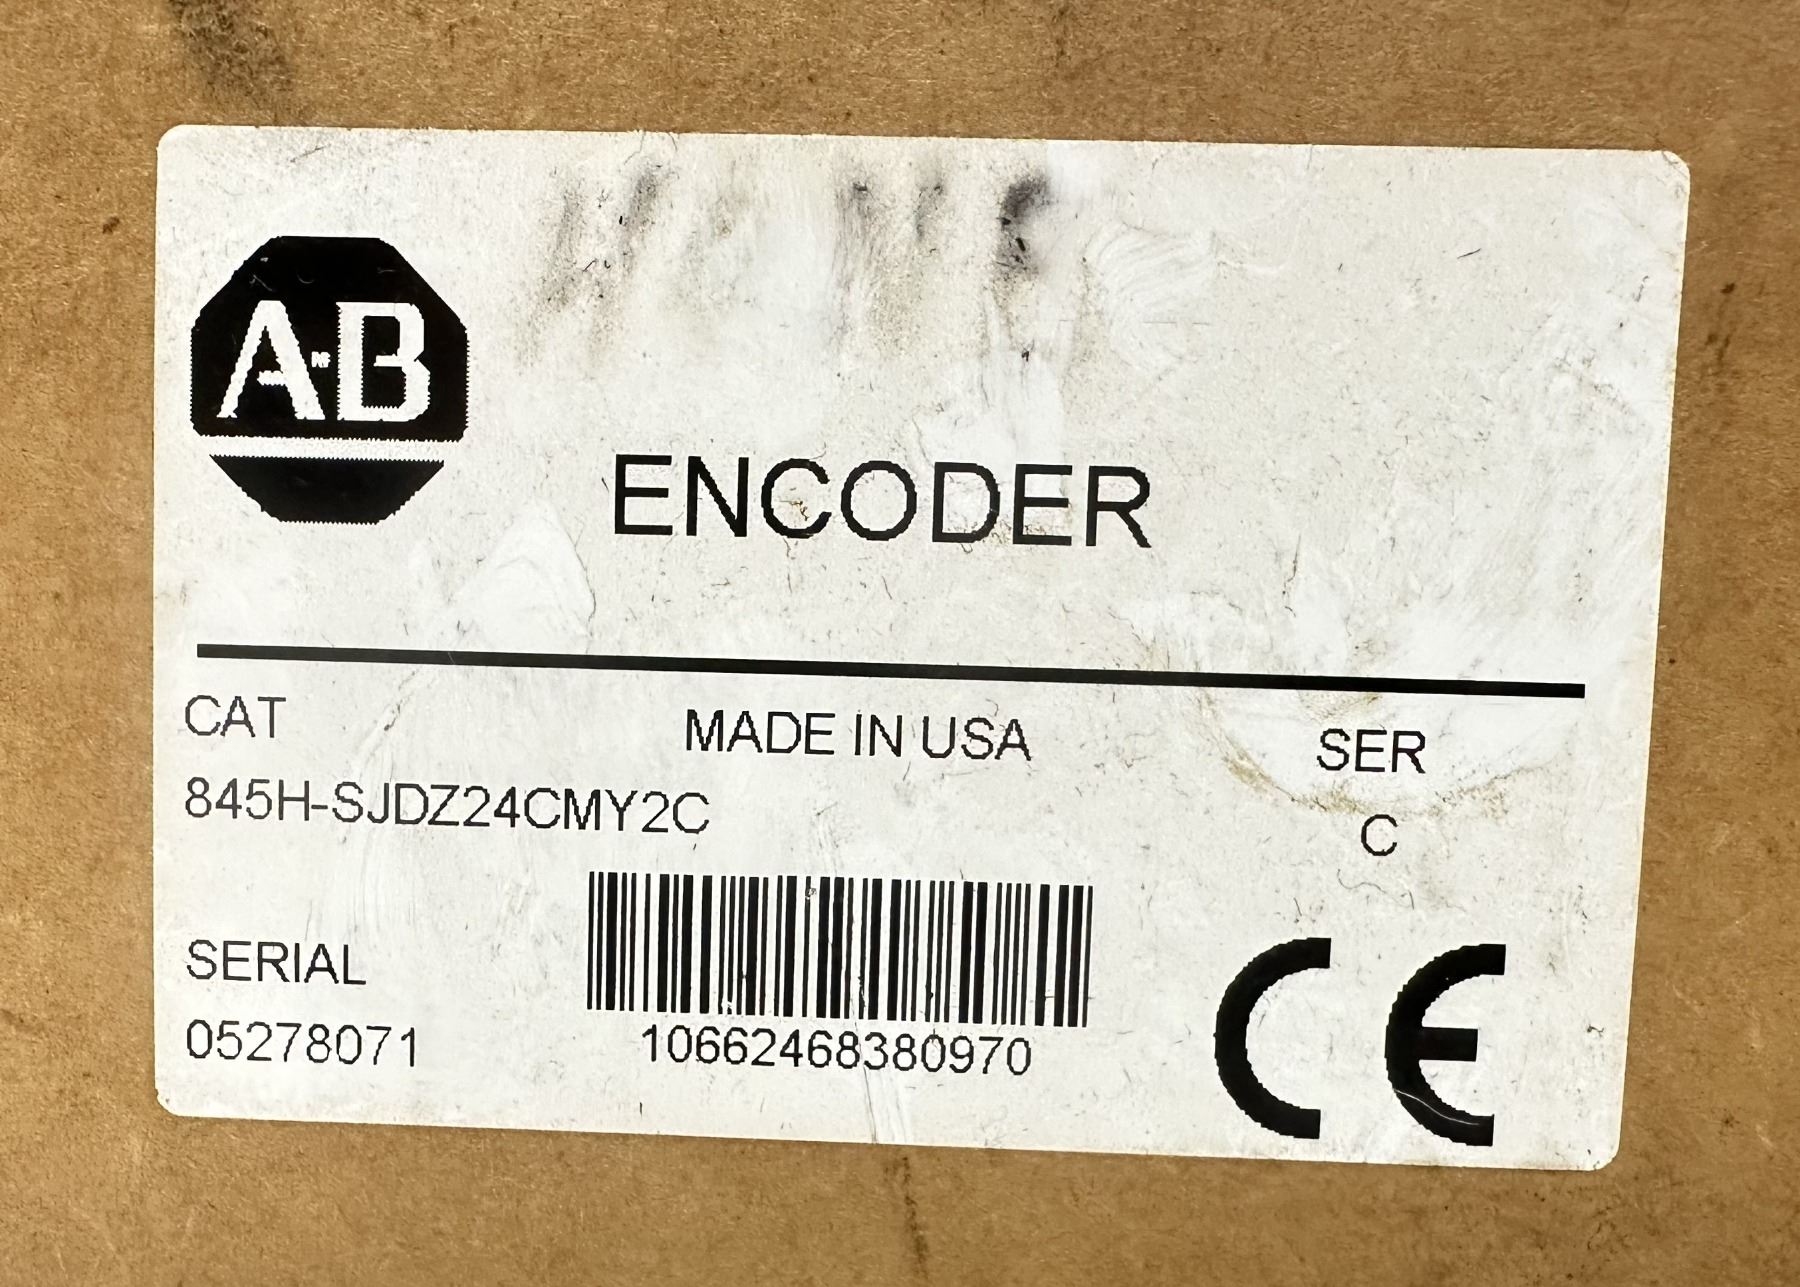 A-B
ENCODER
CAT
MADE IN USA
SER
845H-SJDZ24CMY2C
C
SERIAL
05278071
10662468380970
CE